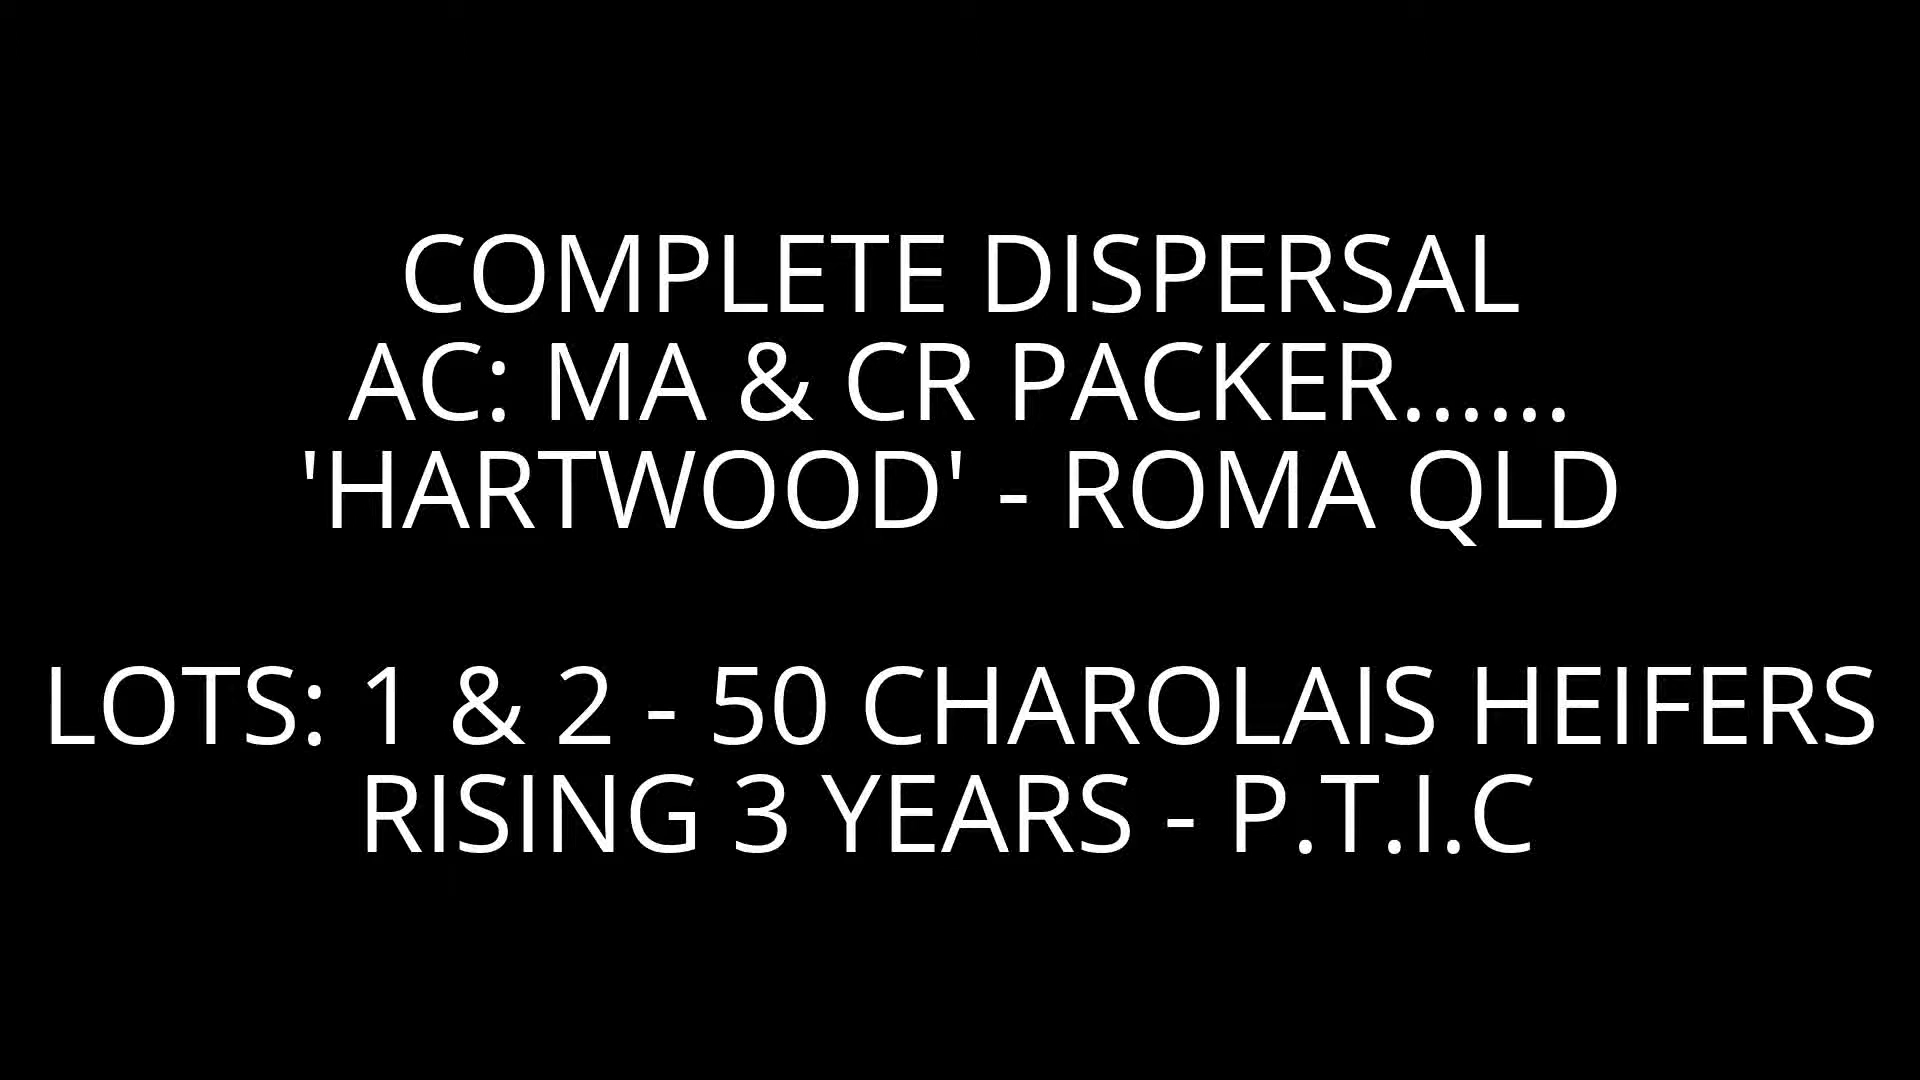 COMPLETE DISPERSAL
AC: MA & CR PACKER......
'HARTWOOD' - ROMA QLD
LOTS: 1 & 2 - 50 CHAROLAIS HEIFERS
RISING 3 YEARS - P.T.I.C